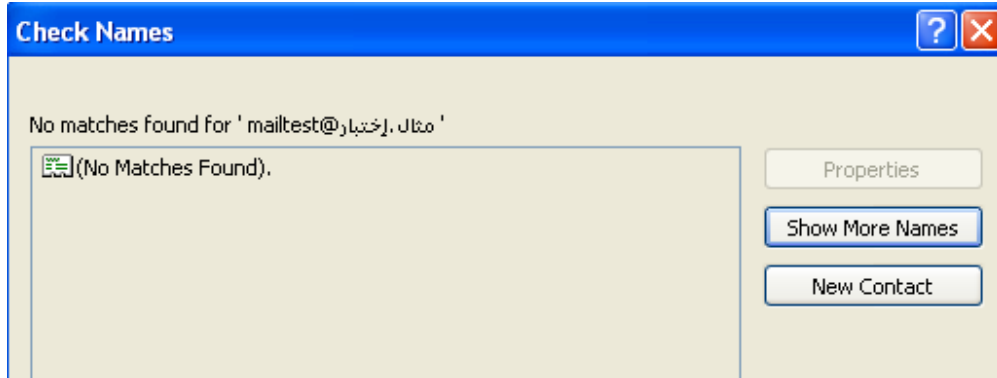 Check Names
No matches found for ' mailtest@مثال.إختبار '
(No Matches Found).
Properties
Show More Names
New Contact